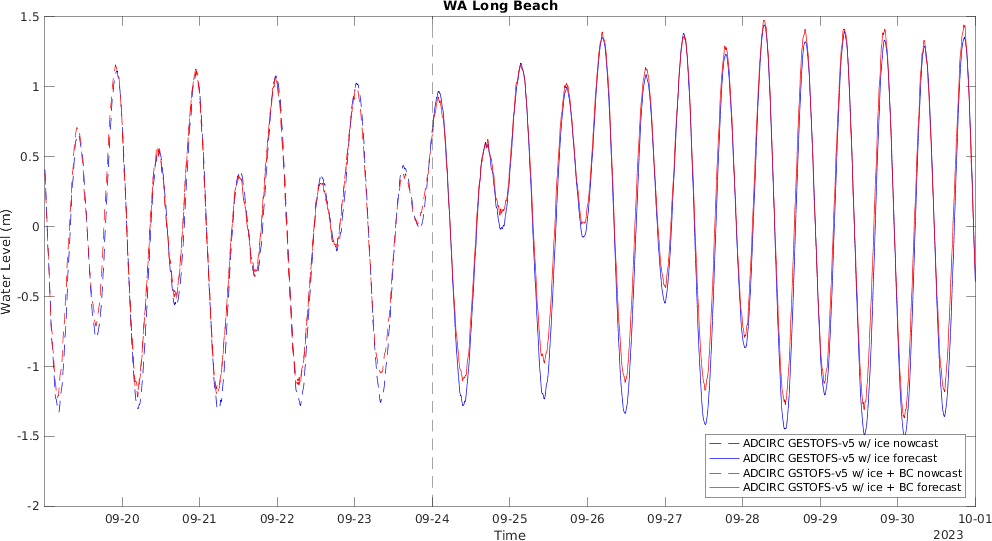 WA Long Beach
1.5
1
0.5
0
-0.5
-1
-1.5
-2
Water Level (m)
09-20 09-21 09-22 09-23 09-24 09-25 09-26 09-27 09-28 09-29 09-30 10-01
Time
2023
ADCIRC GESTOFS-v5 w/ ice nowcast
ADCIRC GESTOFS-v5 w/ ice forecast
ADCIRC GSTOFS-v5 w/ ice + BC nowcast
ADCIRC GSTOFS-v5 w/ ice + BC forecast